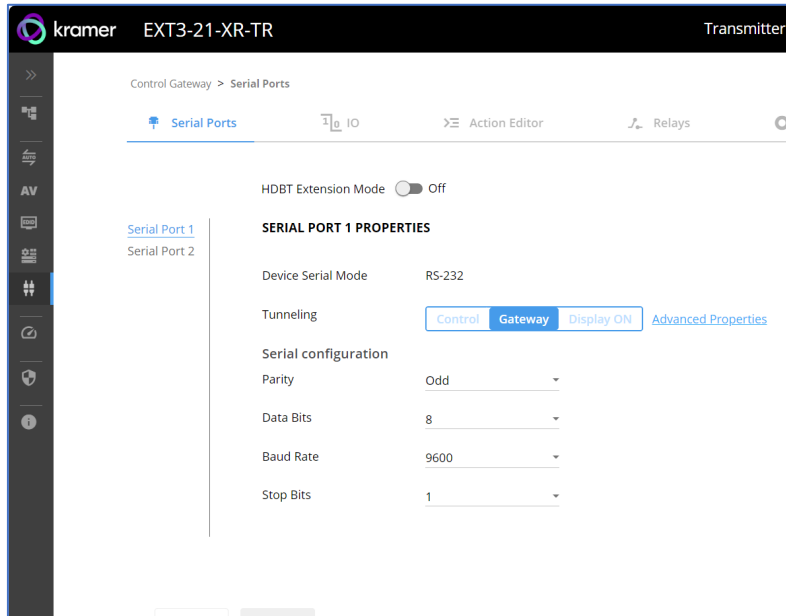 kramer EXT3-21-XR-TR Transmitter
Control Gateway > Serial Ports
Serial Ports IO Action Editor Relays
AUTO
HDBT Extension Mode Off
AV
Serial Port 1 SERIAL PORT 1 PROPERTIES
EDID
Serial Port 2
Device Serial Mode RS-232
Tunneling Control Gateway Display ON Advanced Properties
Serial configuration
Parity Odd
Data Bits 8
Baud Rate 9600
Stop Bits 1